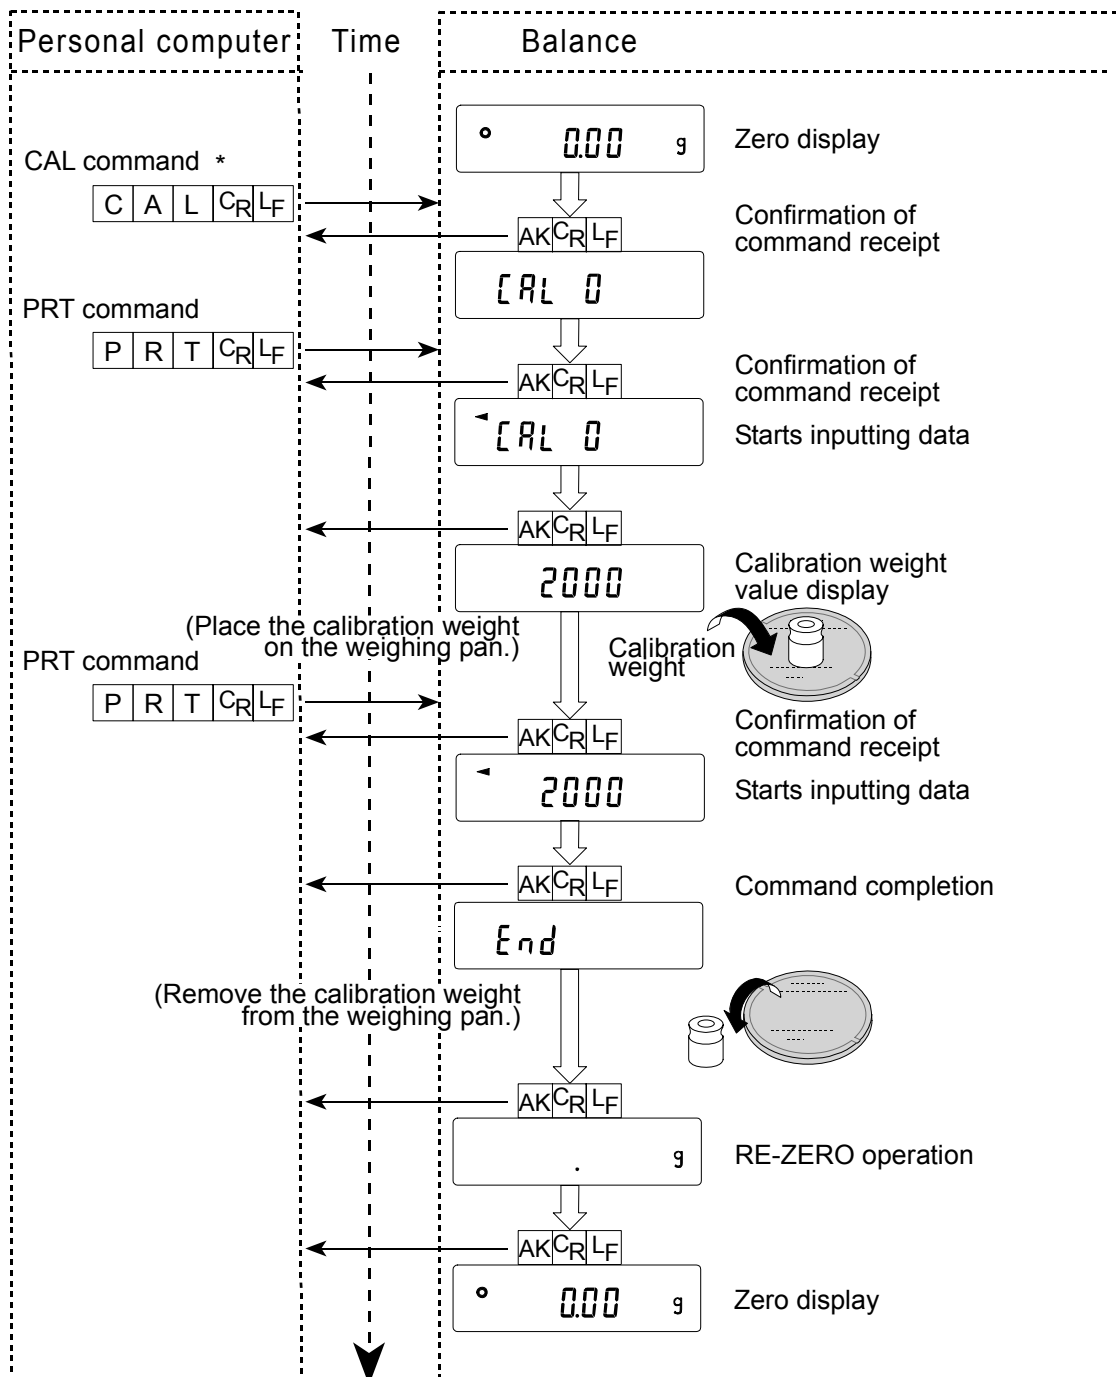 Personal computer Time Balance
0.00 g Zero display
CAL command *
C A L CR LF
AK CR LF Confirmation of
command receipt
CAL 0
PRT command
P R T CR LF
AK CR LF Confirmation of
command receipt
CAL 0 Starts inputting data
AK CR LF
2000 Calibration weight
value display
(Place the calibration weight
on the weighing pan.)
Calibration
weight
PRT command
P R T CR LF
AK CR LF Confirmation of
command receipt
2000 Starts inputting data
AK CR LF Command completion
End
(Remove the calibration weight
from the weighing pan.)
AK CR LF
. g RE-ZERO operation
AK CR LF
0.00 g Zero display